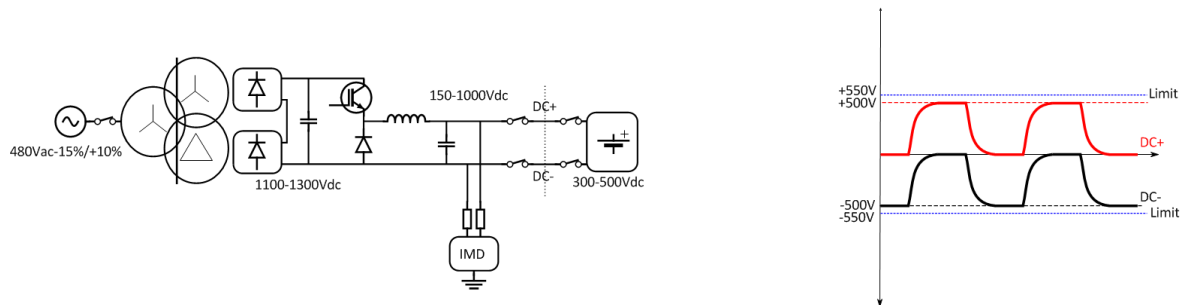 480Vac-15%/+10%
1100-1300Vdc
150-1000Vdc
DC+
DC-
IMD
+
300-500Vdc
+550V
+500V
Limit
DC+
DC-
-500V
-550V
Limit